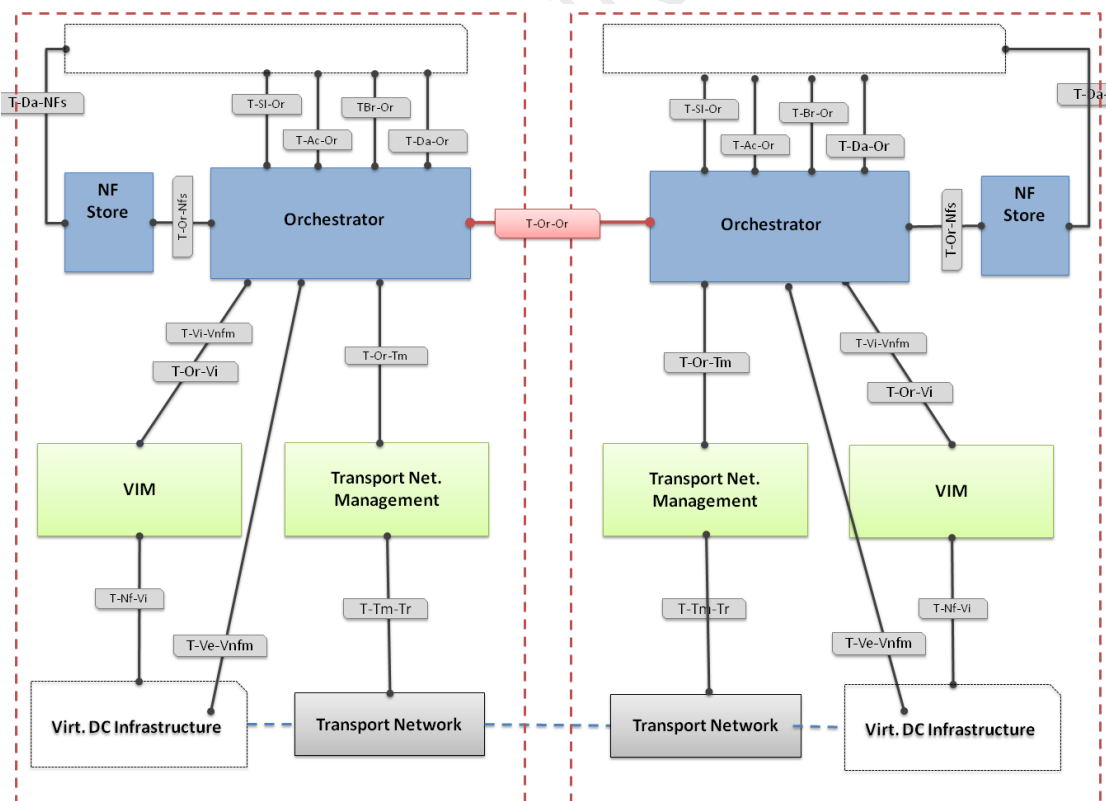 T-Da-NFs
T-Sl-Or
T-Ac-Or
TBr-Or
T-Da-Or
NF
Store
T-Or-Nfs
Orchestrator
T-Or-Or
T-Sl-Or
T-Ac-Or
T-Br-Or
T-Da-Or
T-Da-
Orchestrator
T-Or-Nfs
NF
Store
T-Vi-Vnfm
T-Or-Vi
T-Or-Tm
T-Or-Tm
T-Vi-Vnfm
T-Or-Vi
VIM
Transport Net.
Management
Transport Net.
Management
VIM
T-Nf-Vi
T-Tm-Tr
T-Ve-Vnfm
T-Tm-Tr
T-Nf-Vi
T-Ve-Vnfm
Virt. DC Infrastructure
Transport Network
Transport Network
Virt. DC Infrastructure